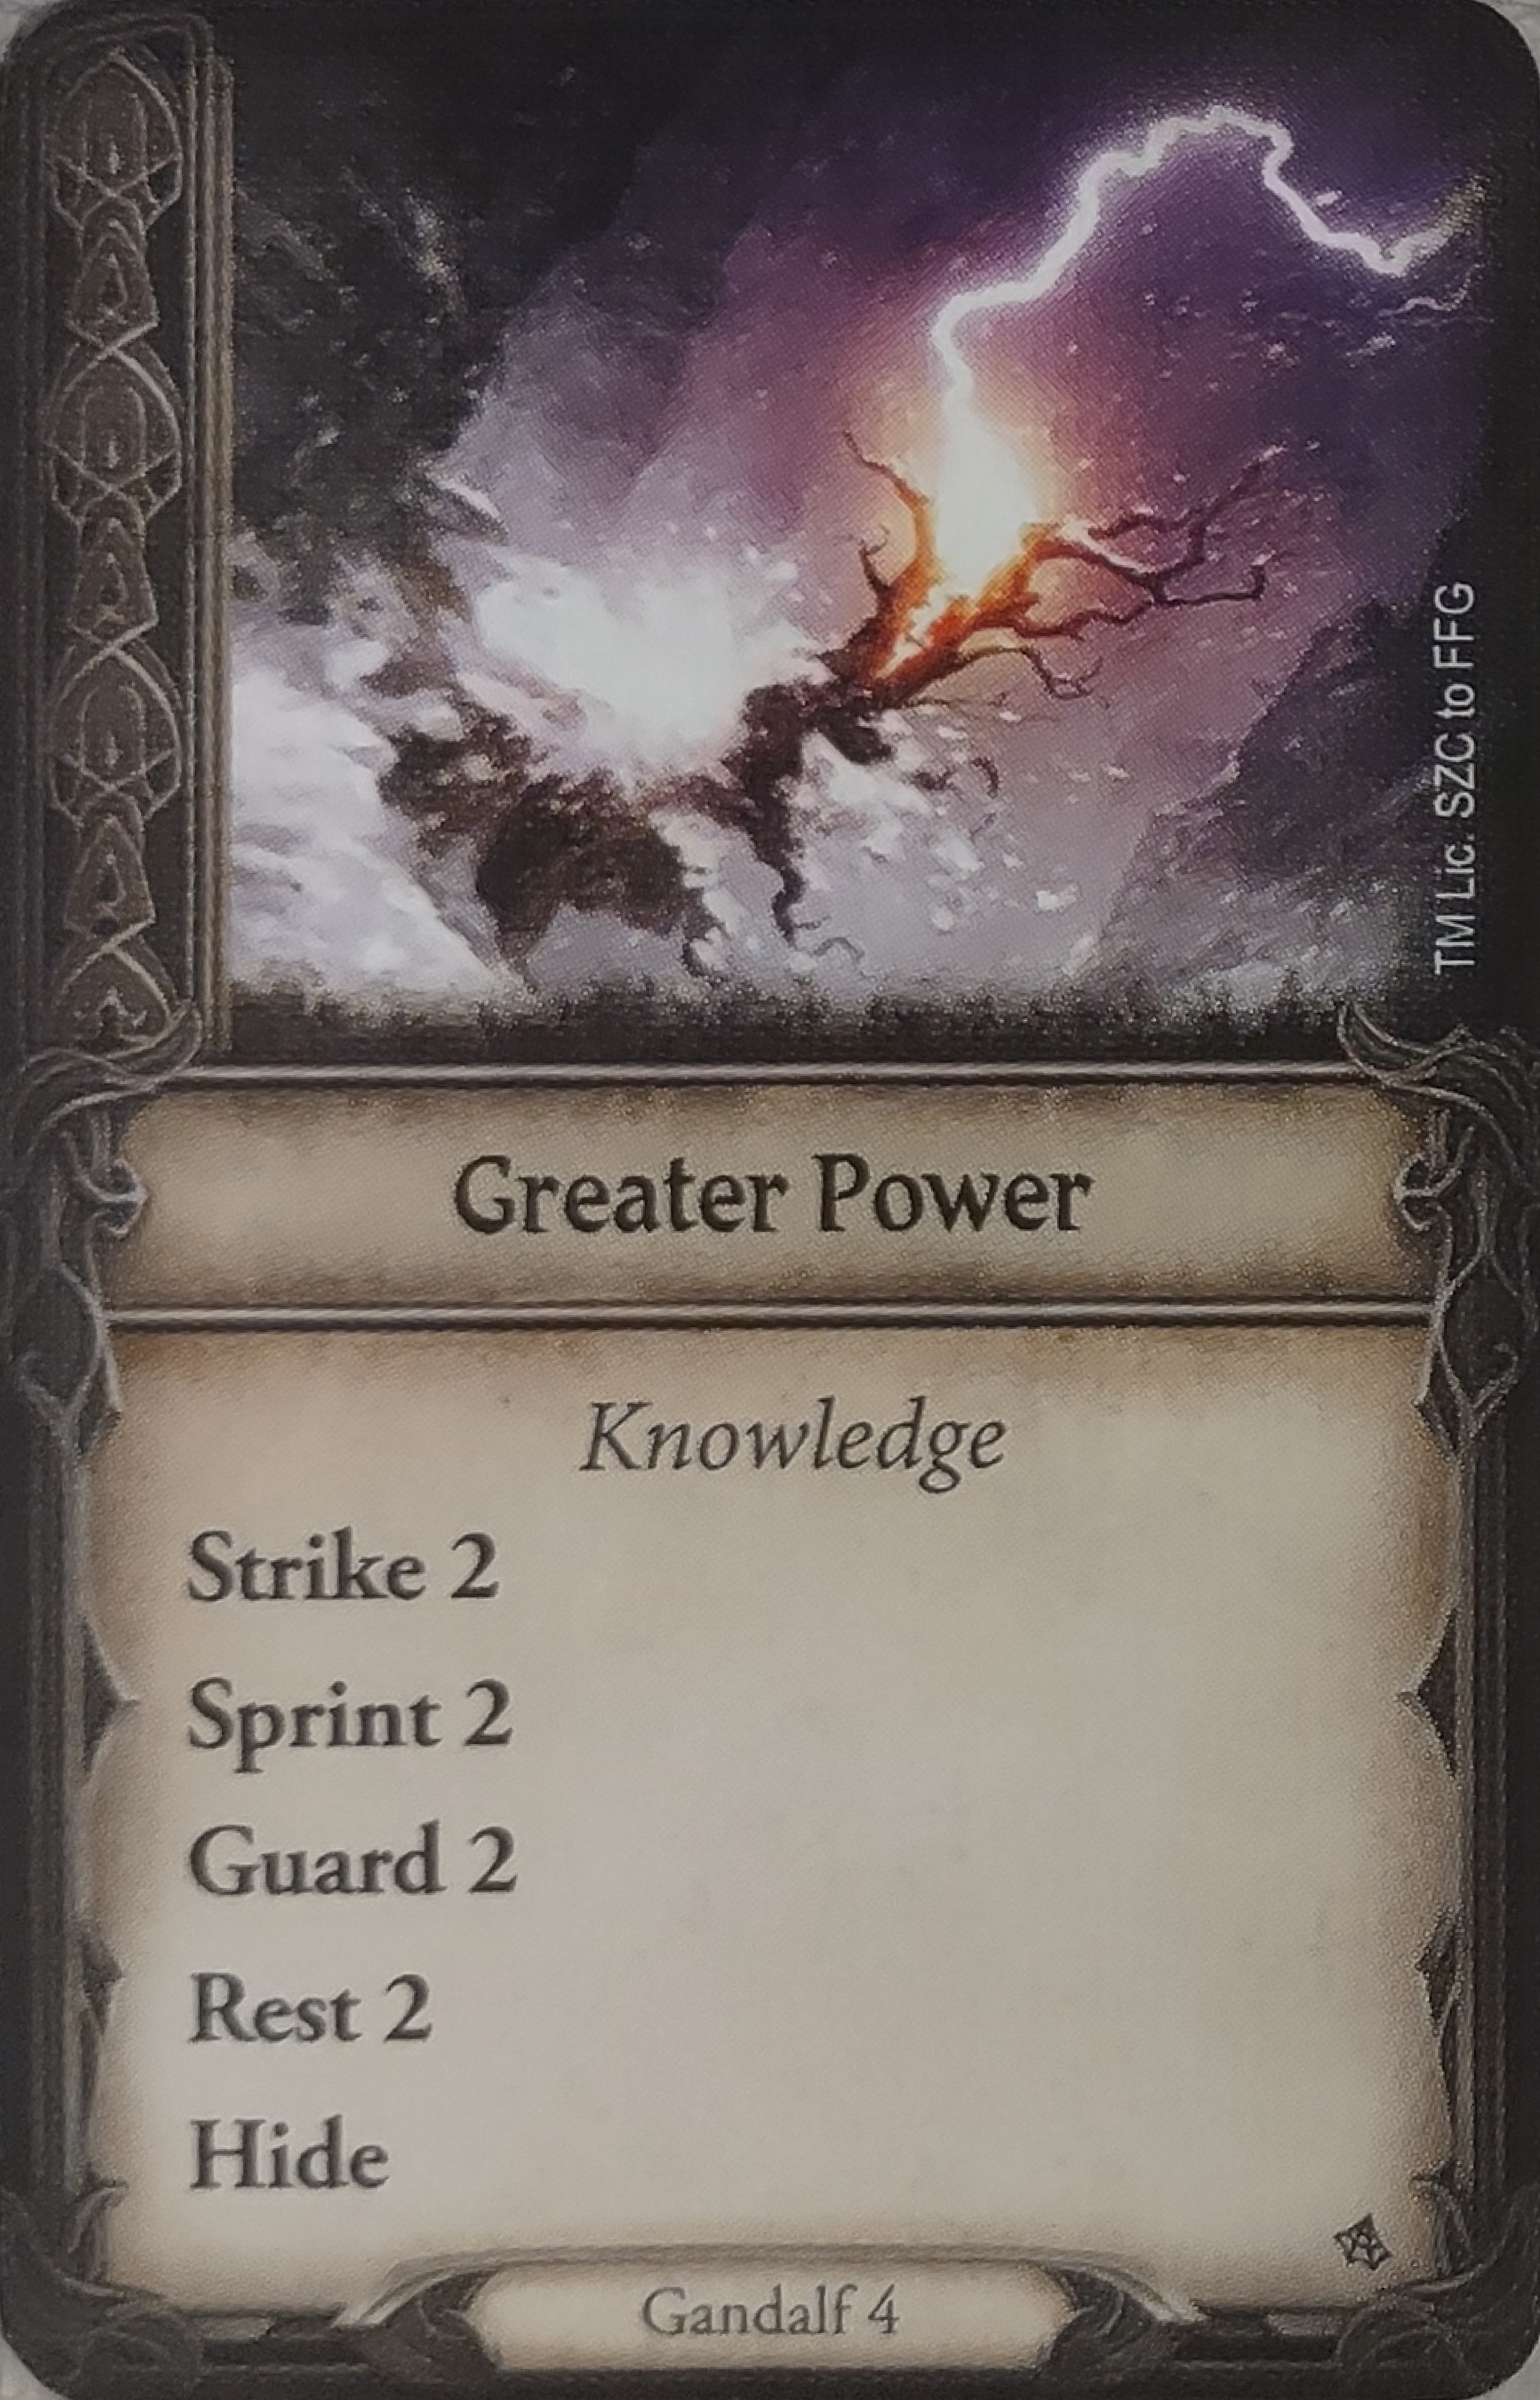 TM Lic. SZC to FFG
Greater Power
Knowledge
Strike 2
Sprint 2
Guard 2
Rest 2
Hide
Gandalf 4